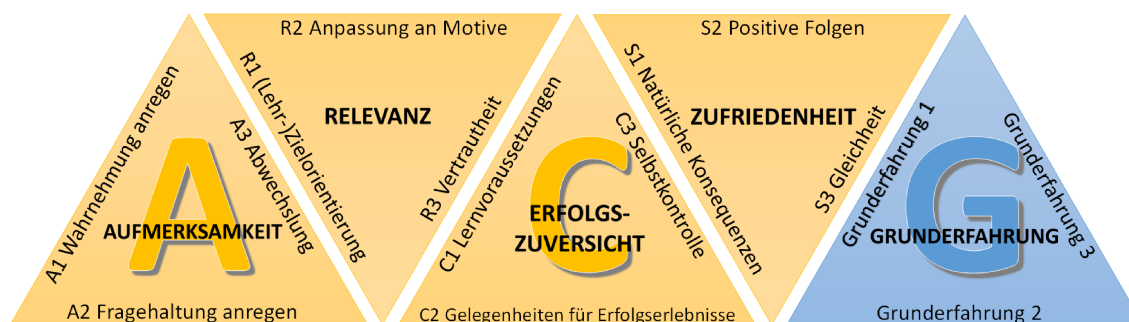 A
A1 Wahrnehmung anregen
A3 Abwechslung
AUFMERKSAMKEIT
A2 Fragehaltung anregen
R2 Anpassung an Motive
R1 (Lehr-)Zielorientierung
RELEVANZ
R3 Vertrautheit
C
C1 Lernvoraussetzungen
C3 Selbstkontrolle
ERFOLGS-
ZUVERSICHT
C2 Gelegenheiten für Erfolgserlebnisse
S2 Positive Folgen
S1 Natürliche Konsequenzen
ZUFRIEDENHEIT
S3 Gleichheit
G
Grunderfahrung 1
Grunderfahrung 3
GRUNDERFAHRUNG
Grunderfahrung 2